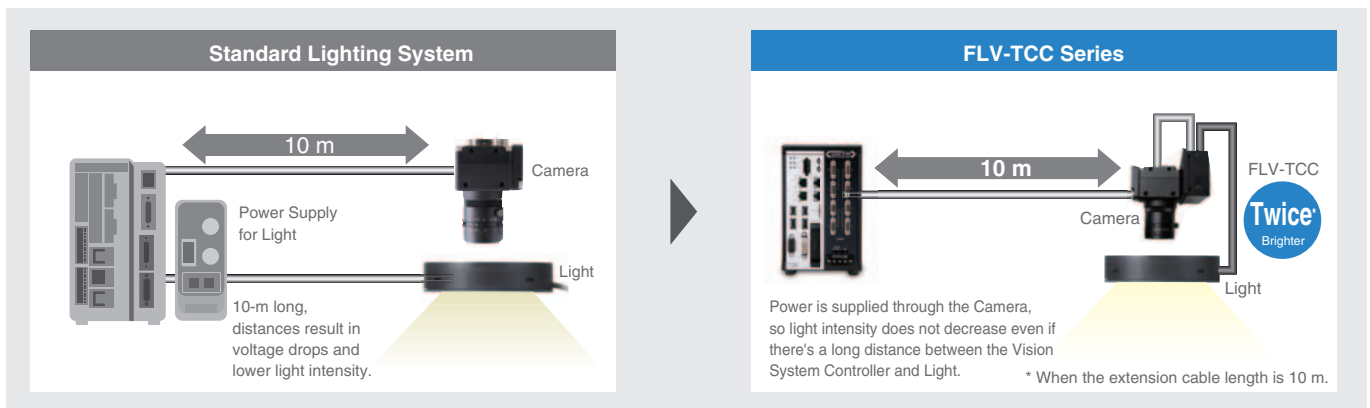 Standard Lighting System
10 m
Camera
Power Supply
for Light
Light
10-m long,
distances result in
voltage drops and
lower light intensity.
FLV-TCC Series
10 m
FLV-TCC
Twice*
Brighter
Camera
Light
Power is supplied through the Camera,
so light intensity does not decrease even if
there's a long distance between the Vision
System Controller and Light.
* When the extension cable length is 10 m.